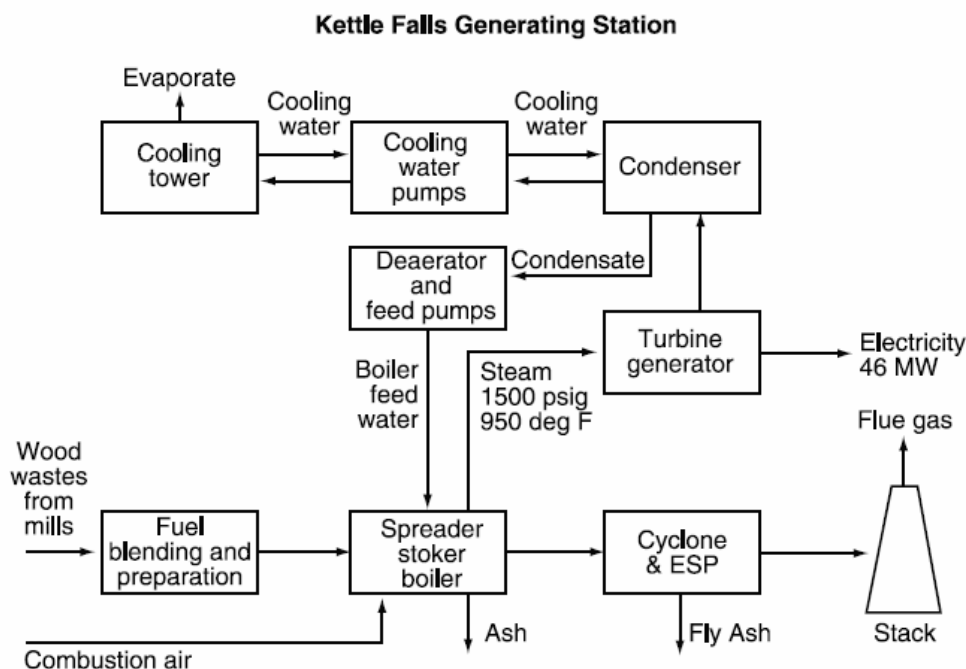 Kettle Falls Generating Station
Evaporate
Cooling
water
Cooling
water
Cooling
tower
Cooling
water
pumps
Condenser
Condensate
Deaerator
and
feed pumps
Turbine
generator
Electricity
46 MW
Boiler
feed
water
Steam
1500 psig
950 deg F
Flue gas
Wood
wastes
from
mills
Fuel
blending and
preparation
Spreader
stoker
boiler
Cyclone
& ESP
Ash
Fly Ash
Stack
Combustion air